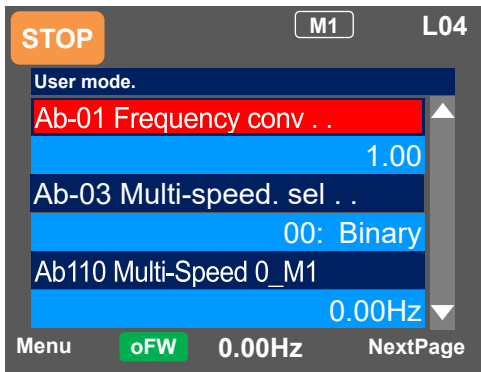 STOP M1 L04
User mode.
Ab-01 Frequency conv . .
1.00
Ab-03 Multi-speed. sel . .
00: Binary
Ab110 Multi-Speed 0_M1
0.00Hz
Menu oFW 0.00Hz NextPage